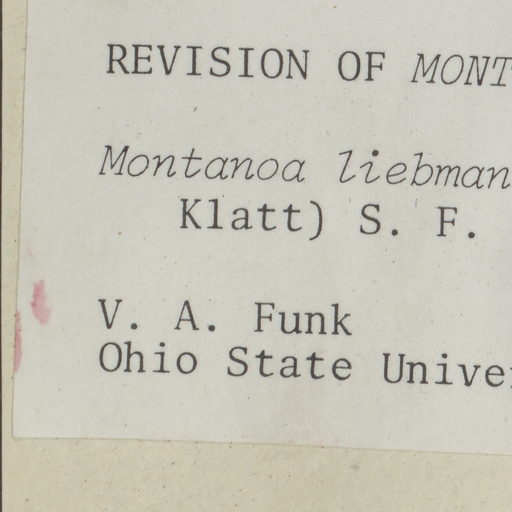 REVISION OF MONT
Montanoa liebman
Klatt) S. F.
V. A. Funk
Ohio State Univer